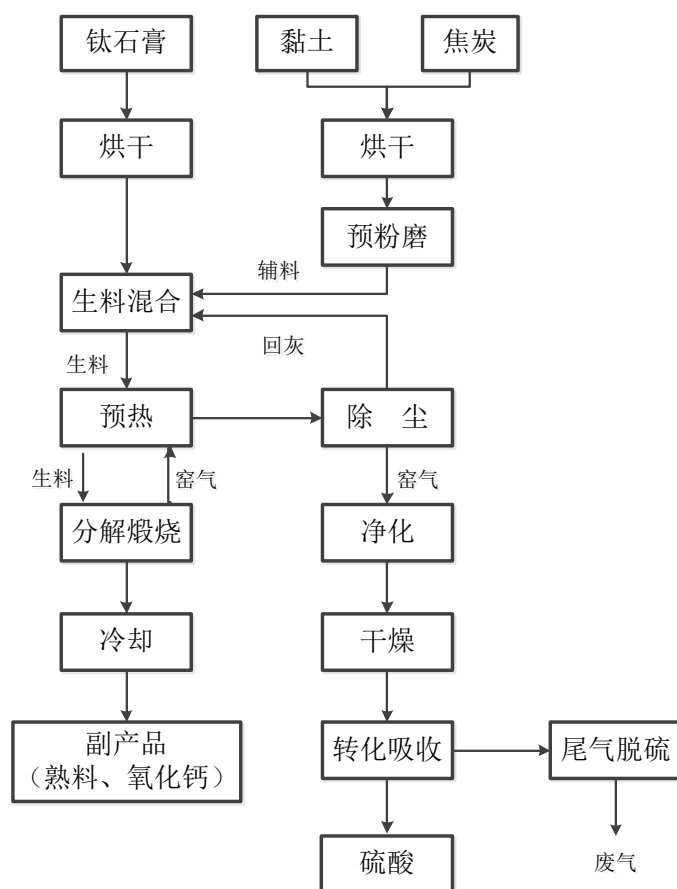 钛石膏
黏土
焦炭
烘干
烘干
预粉磨
辅料
生料混合
回灰
生料
预热
除 尘
生料
窑气
窑气
分解煅烧
净化
冷却
干燥
副产品
（熟料、氧化钙）
转化吸收
尾气脱硫
硫酸
废气